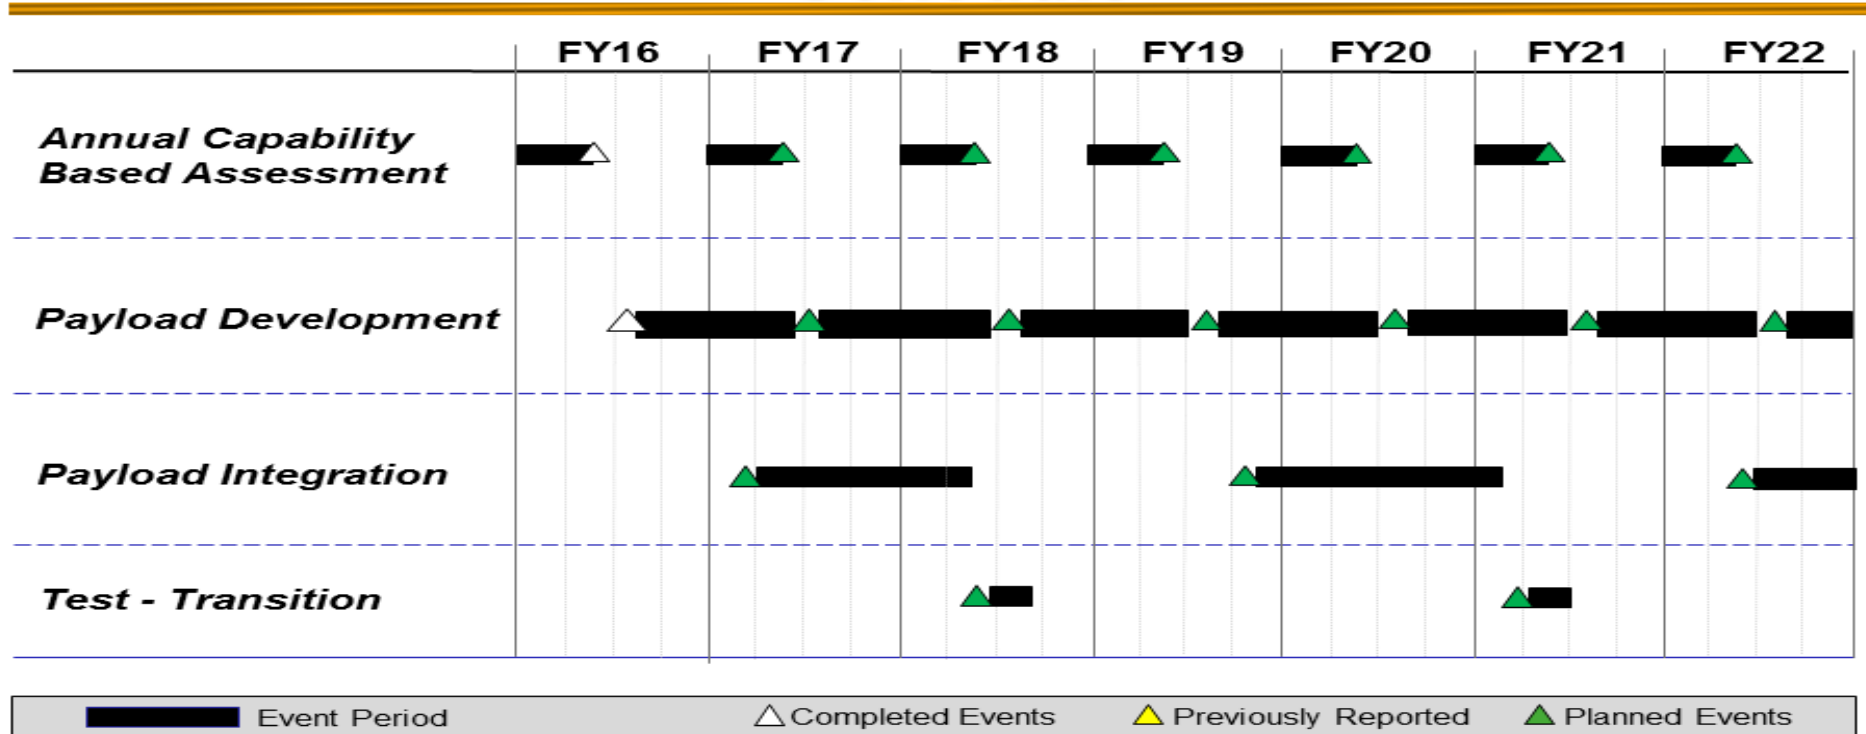 FY16 FY17 FY18 FY19 FY20 FY21 FY22
Annual Capability
Based Assessment
Payload Development
Payload Integration
Test - Transition
Event Period Completed Events Previously Reported Planned Events